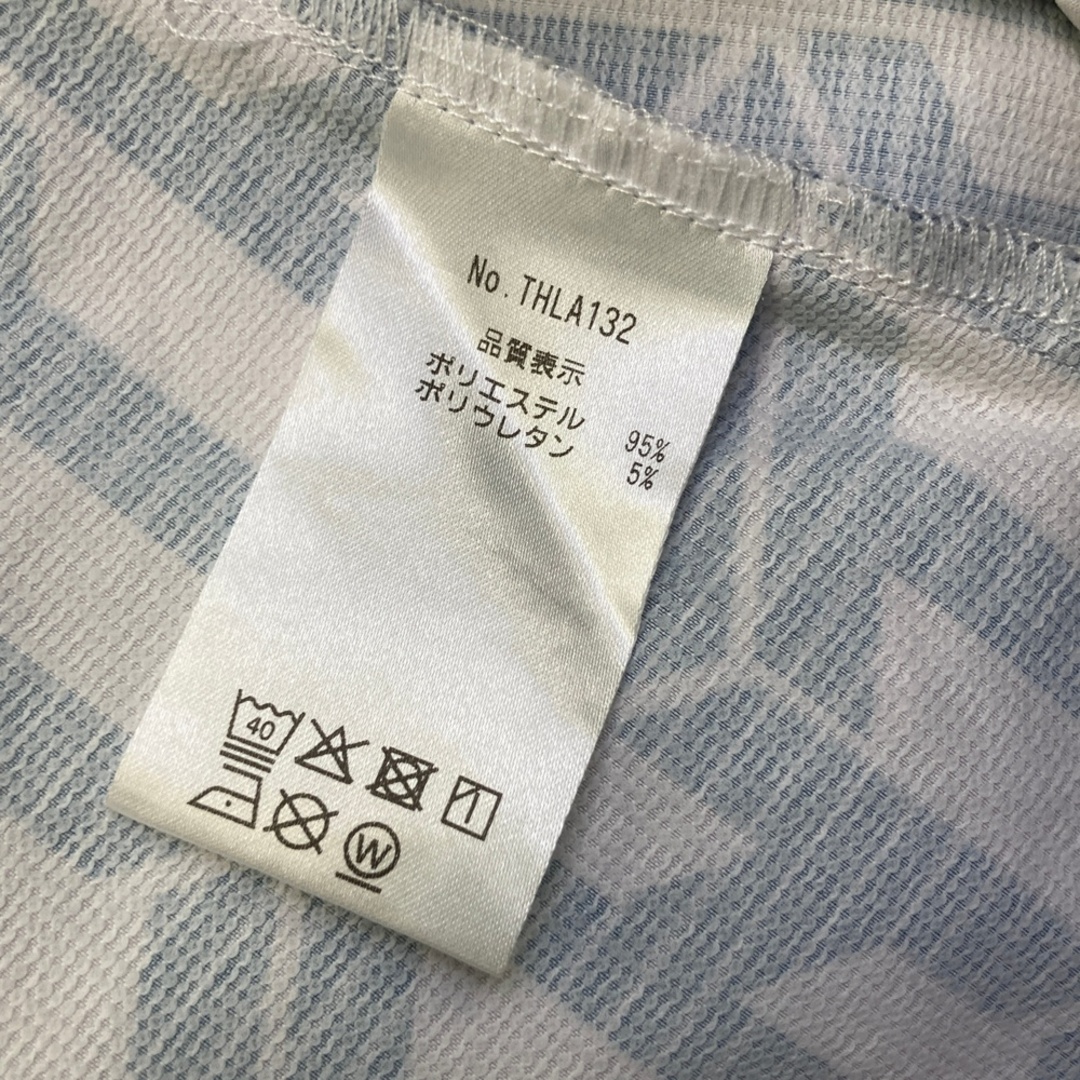 No.THLA132
品質表示
ポリエステル 95%
ポリウレタン 5%
40
W